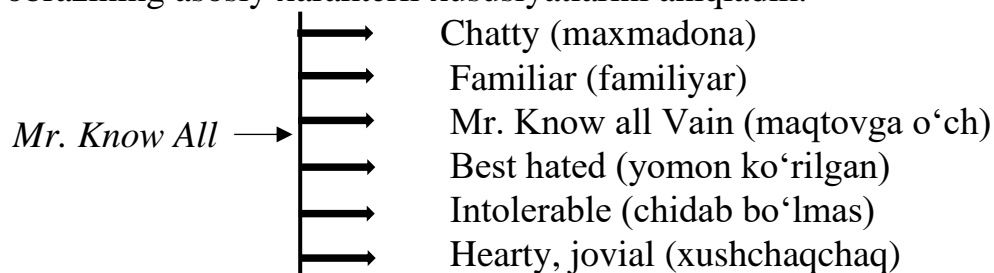 Chatty (maxmadona)
Familiar (familiyar)
Mr. Know all Vain (maqtovga o‘ch)
Mr. Know All
Best hated (yomon ko‘rilgan)
Intolerable (chidab bo‘lmas)
Hearty, jovial (xushchaqchaq)